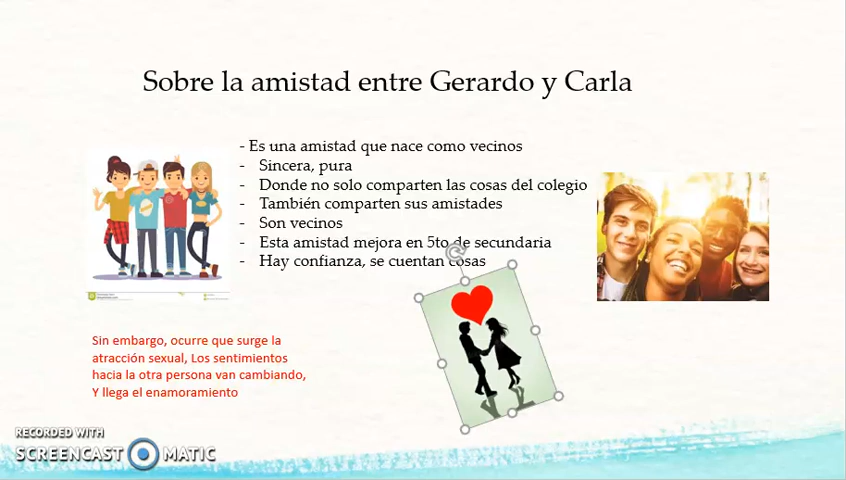 Sobre la amistad entre Gerardo y Carla
- Es una amistad que nace como vecinos
- Sincera, pura
- Donde no solo comparten las cosas del colegio
- También comparten sus amistades
- Son vecinos
- Esta amistad mejora en 5to de secundaria
- Hay confianza, se cuentan cosas
Sin embargo, ocurre que surge la
atracción sexual, Los sentimientos
hacia la otra persona van cambiando,
Y llega el enamoramiento
RECORDED WITH
SCREENCAST MATIC